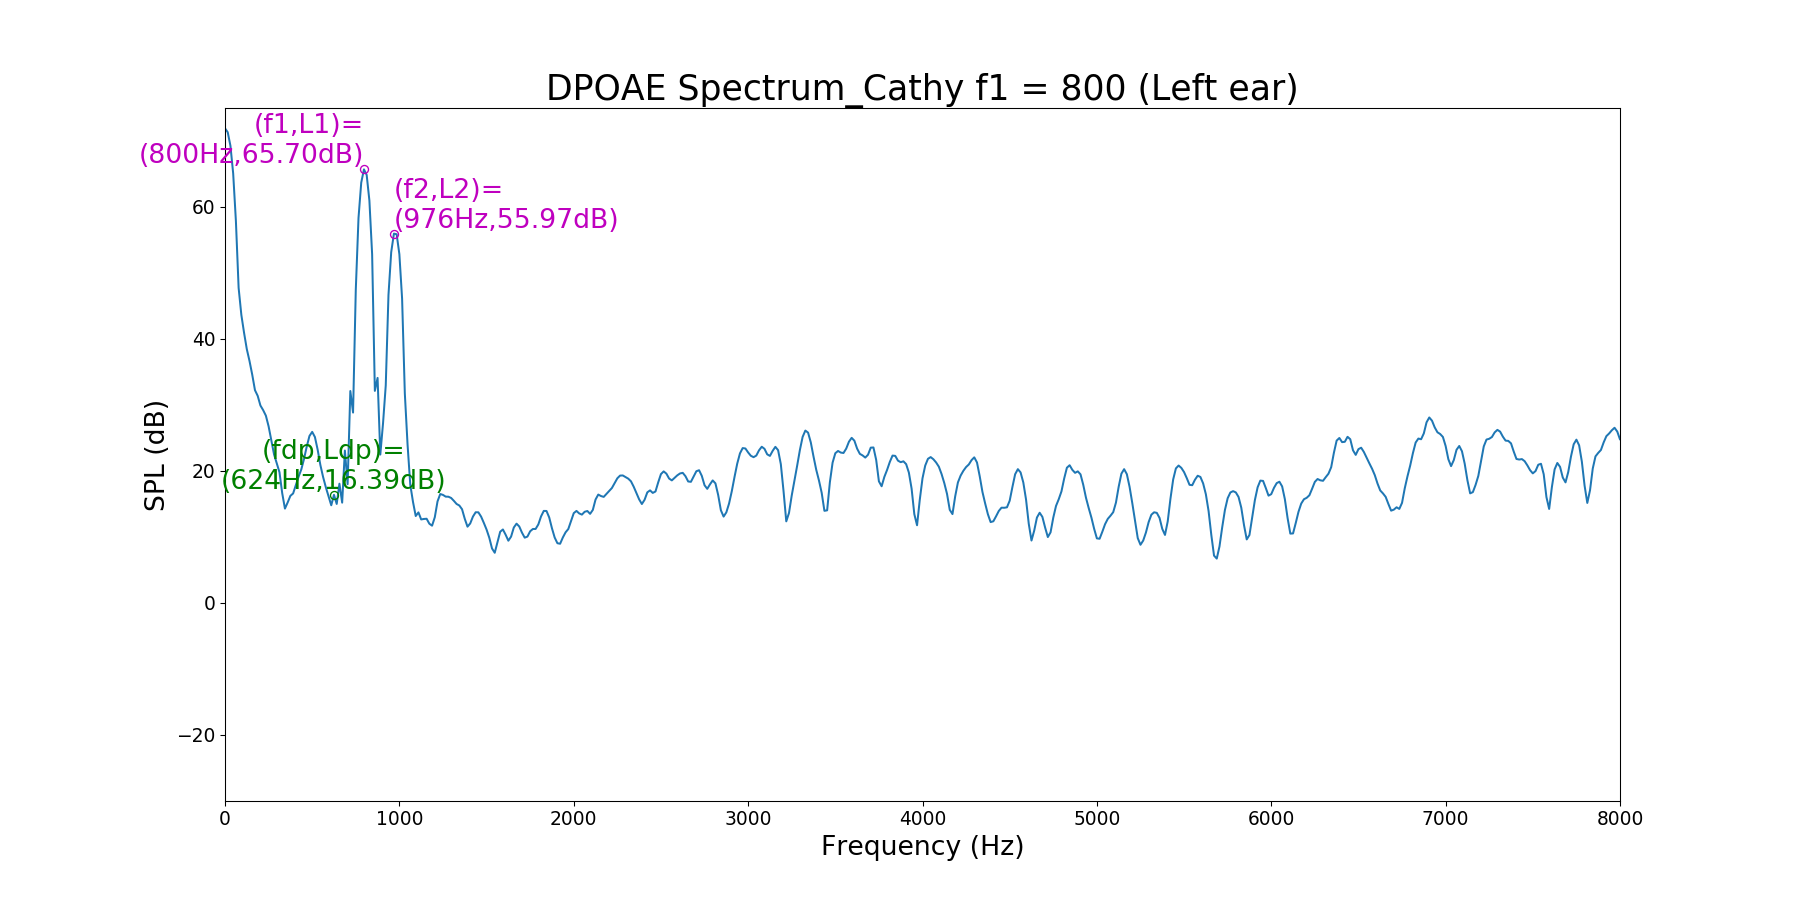 DPOAE Spectrum_Cathy f1 = 800 (Left ear)
(f1,L1)=
(800Hz,65.70dB)
(f2,L2)=
(976Hz,55.97dB)
(fdp,Ldp)=
(624Hz,16.39dB)
60
40
20
0
−20
SPL (dB)
0 1000 2000 3000 4000 5000 6000 7000 8000
Frequency (Hz)